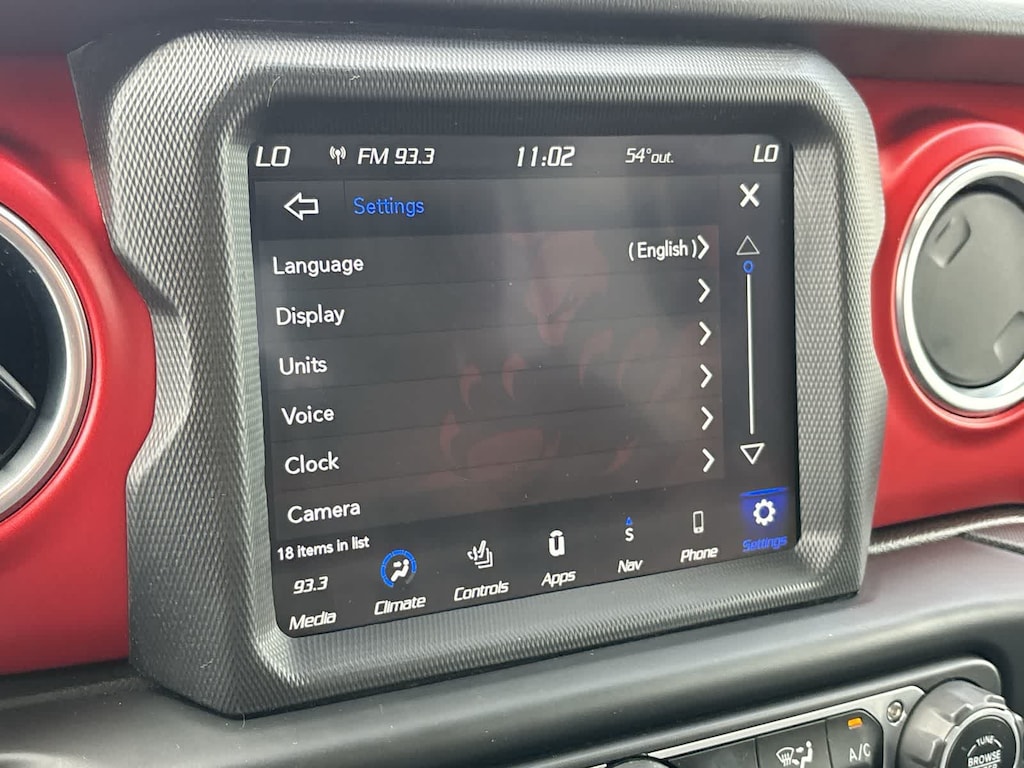 LO FM 93.3 11:02 54°out. LO
Settings X
Language (English)
Display
Units
Voice
Clock
Camera
18 items in list
93.3 S
Media Climate Controls Apps Nav Phone Settings
A/C
TUNE
BROWSE